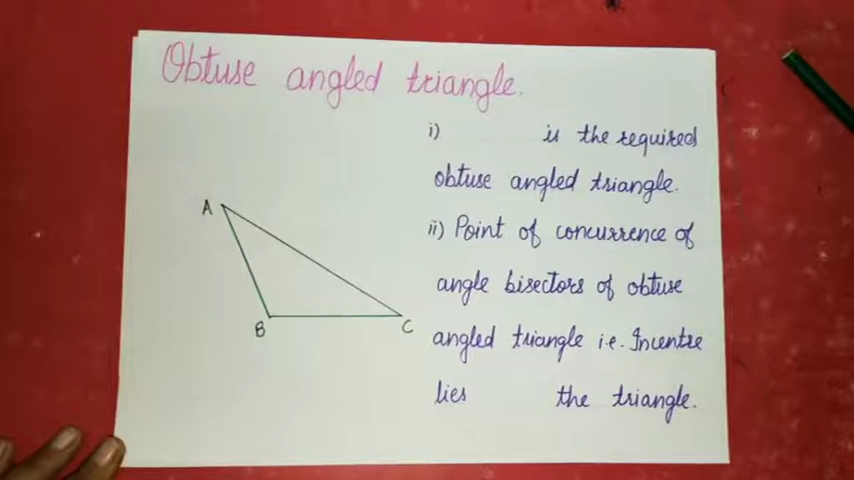 Obtuse angled triangle.
i) is the required
obtuse angled triangle.
ii) Point of concurrence of
angle bisectors of obtuse
angled triangle i.e. Incentre
lies the triangle.
A
B
C